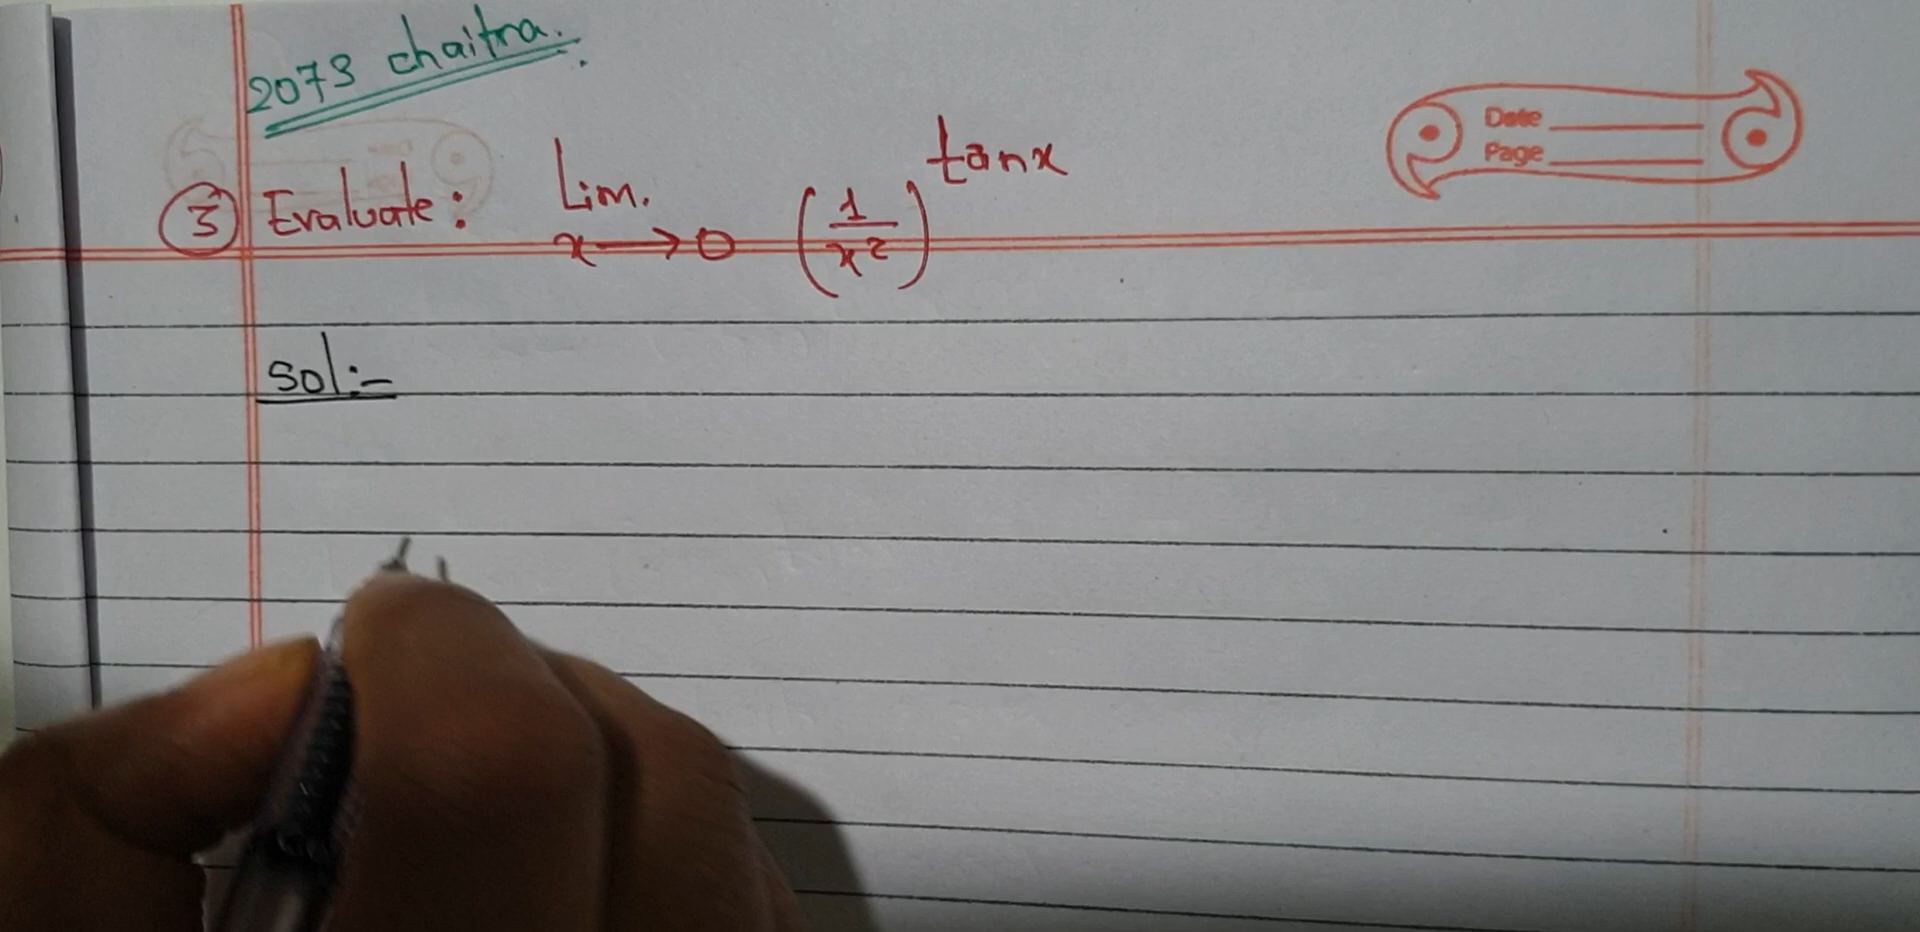 2073 chaitra.
Date
Page
③ Evaluate: Lim. x→0 (1/x²)^tanx
Sol:-